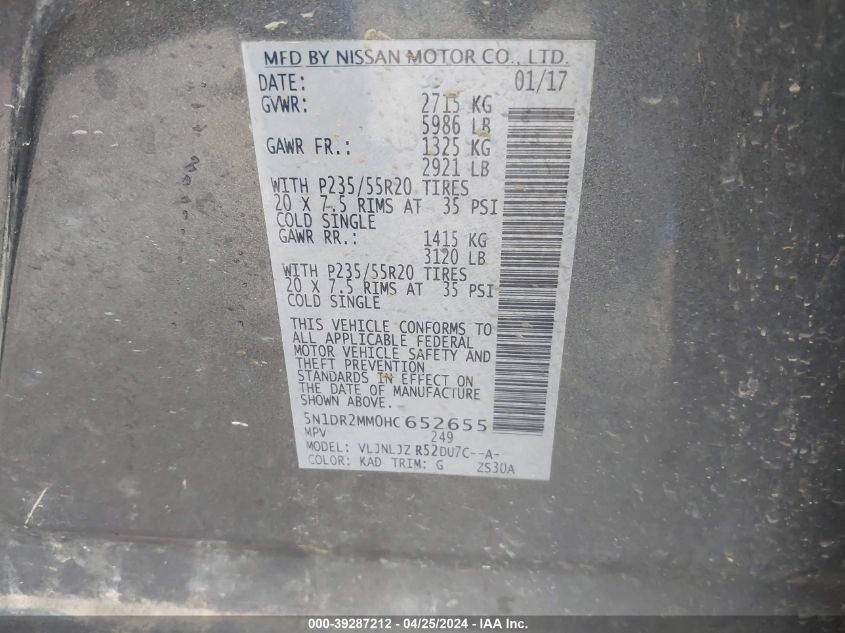 MFD BY NISSAN MOTOR CO., LTD.
DATE: 01/17
GVWR: 2715 KG
5986 LB
GAWR FR.: 1325 KG
2921 LB
WITH P235/55R20 TIRES
20 X 7.5 RIMS AT 35 PSI
COLD SINGLE
GAWR RR.: 1415 KG
3120 LB
WITH P235/55R20 TIRES
20 X 7.5 RIMS AT 35 PSI
COLD SINGLE
THIS VEHICLE CONFORMS TO
ALL APPLICABLE FEDERAL
MOTOR VEHICLE SAFETY AND
THEFT PREVENTION
STANDARDS IN EFFECT ON
THE DATE OF MANUFACTURE
SHOWN ABOVE.
5N1DR2MM0HC652655
MPV 249
MODEL: VLJNLJZ R52DU7C--A-
COLOR: KAD TRIM: G ZS30A
000-39287212 - 04/25/2024 - IAAI Inc.